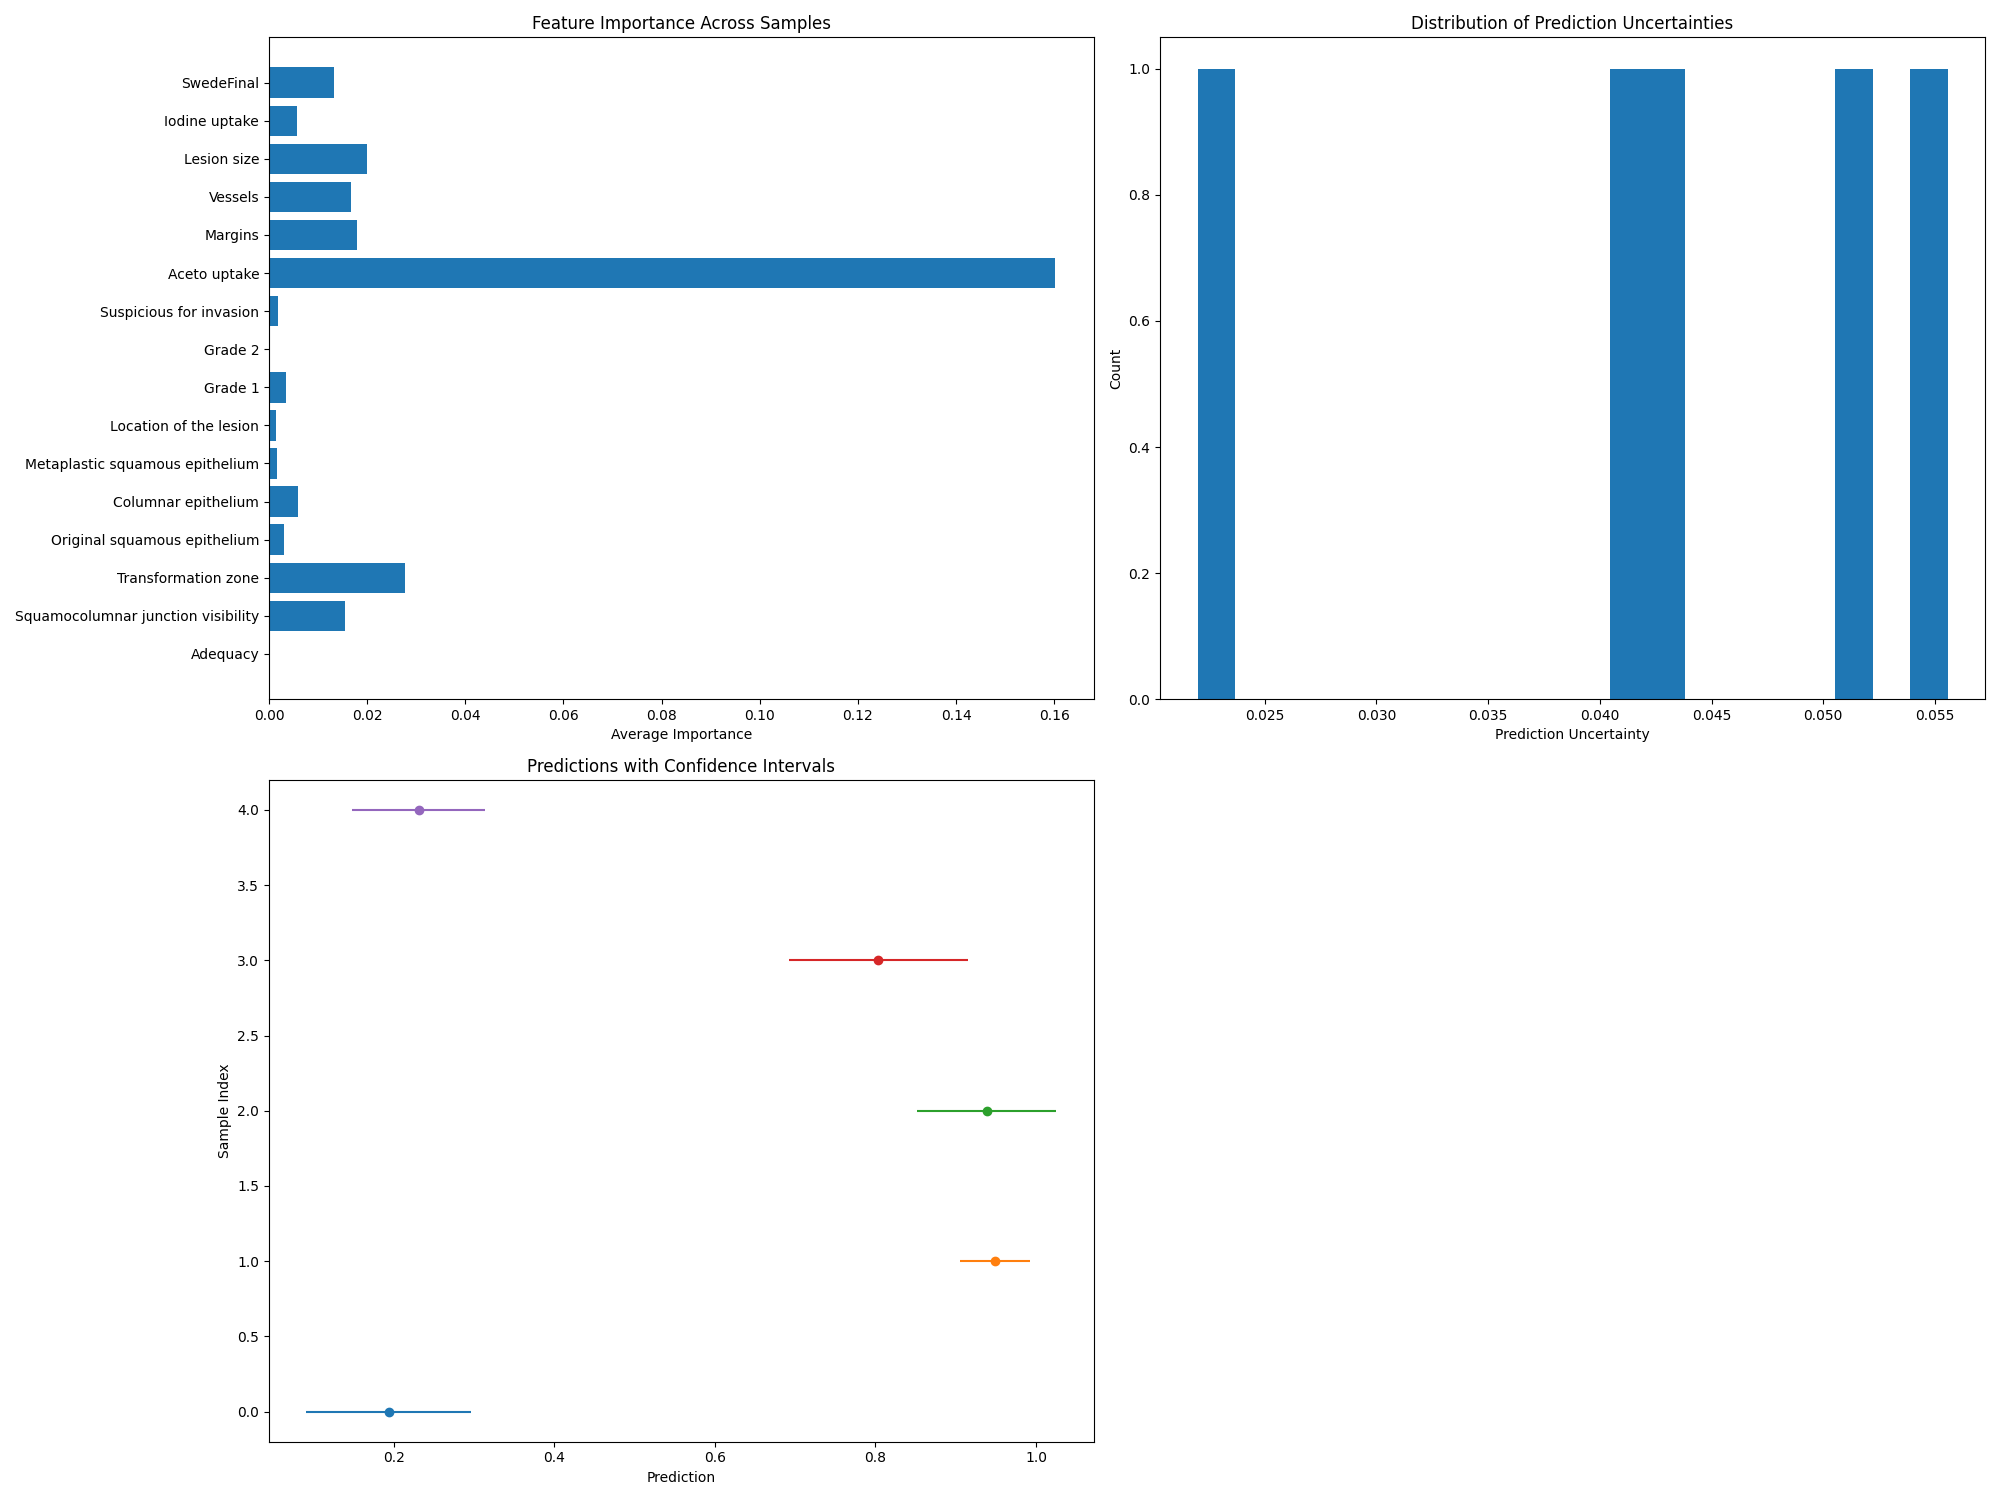 Feature Importance Across Samples
SwedeFinal
Iodine uptake
Lesion size
Vessels
Margins
Aceto uptake
Suspicious for invasion
Grade 2
Grade 1
Location of the lesion
Metaplastic squamous epithelium
Columnar epithelium
Original squamous epithelium
Transformation zone
Squamocolumnar junction visibility
Adequacy
0.00 0.02 0.04 0.06 0.08 0.10 0.12 0.14 0.16
Average Importance
Distribution of Prediction Uncertainties
Count
1.0
0.8
0.6
0.4
0.2
0.0
0.025 0.030 0.035 0.040 0.045 0.050 0.055
Prediction Uncertainty
Predictions with Confidence Intervals
Sample Index
4.0
3.5
3.0
2.5
2.0
1.5
1.0
0.5
0.0
0.2 0.4 0.6 0.8 1.0
Prediction